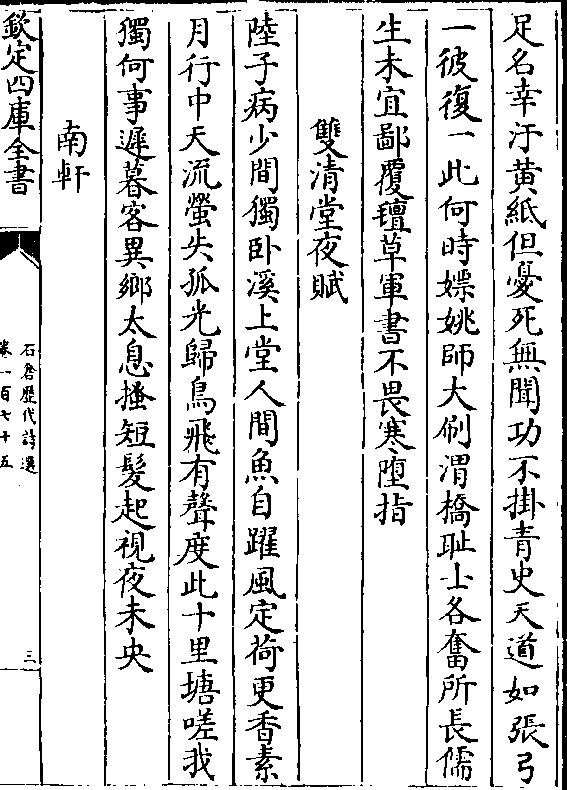 足名幸汙黄紙但憂死無聞功不掛青史天道如張弓
一彼復一此何時嫖姚師大刷渭橋耻士各奮所長儒
生未宜鄙覆氊草軍書不畏寒墮指
雙清堂夜賦
陸子病少間獨卧溪上堂人間魚自躍風定荷更香素
月行中天流螢失孤光歸鳥飛有聲度此十里塘嗟我
獨何事遲暮客異鄉太息搔短髮起視夜未央
南軒
欽定四庫全書
石倉歷代詩選
卷一百七十五
三